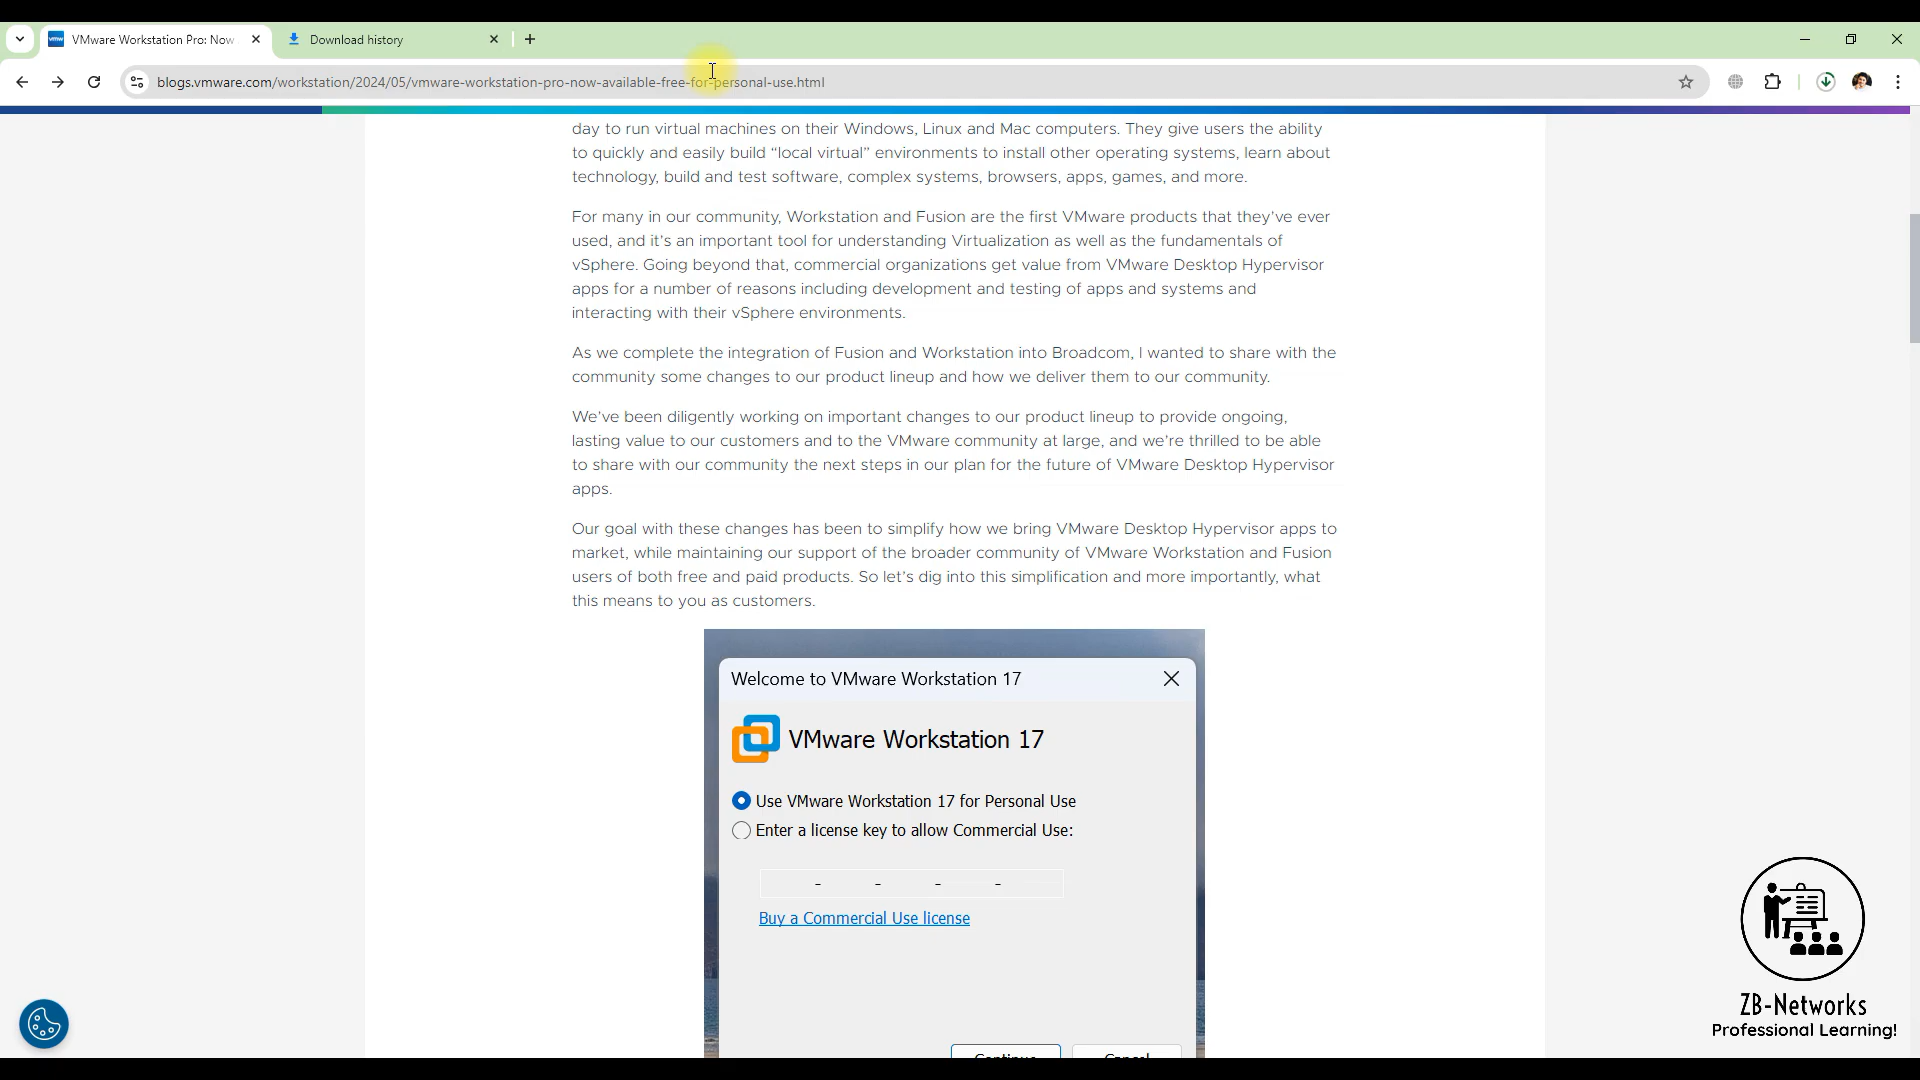 VMware Workstation Pro: Now
Download history
blogs.vmware.com/workstation/2024/05/vmware-workstation-pro-now-available-free-for-personal-use.html
day to run virtual machines on their Windows, Linux and Mac computers. They give users the ability
to quickly and easily build “local virtual” environments to install other operating systems, learn about
technology, build and test software, complex systems, browsers, apps, games, and more.
For many in our community, Workstation and Fusion are the first VMware products that they’ve ever
used, and it’s an important tool for understanding Virtualization as well as the fundamentals of
vSphere. Going beyond that, commercial organizations get value from VMware Desktop Hypervisor
apps for a number of reasons including development and testing of apps and systems and
interacting with their vSphere environments.
As we complete the integration of Fusion and Workstation into Broadcom, I wanted to share with the
community some changes to our product lineup and how we deliver them to our community.
We’ve been diligently working on important changes to our product lineup to provide ongoing,
lasting value to our customers and to the VMware community at large, and we’re thrilled to be able
to share with our community the next steps in our plan for the future of VMware Desktop Hypervisor
apps.
Our goal with these changes has been to simplify how we bring VMware Desktop Hypervisor apps to
market, while maintaining our support of the broader community of VMware Workstation and Fusion
users of both free and paid products. So let’s dig into this simplification and more importantly, what
this means to you as customers.
Welcome to VMware Workstation 17
VMware Workstation 17
Use VMware Workstation 17 for Personal Use
Enter a license key to allow Commercial Use:
- - - -
Buy a Commercial Use license
Continue Cancel
ZB-Networks
Professional Learning!